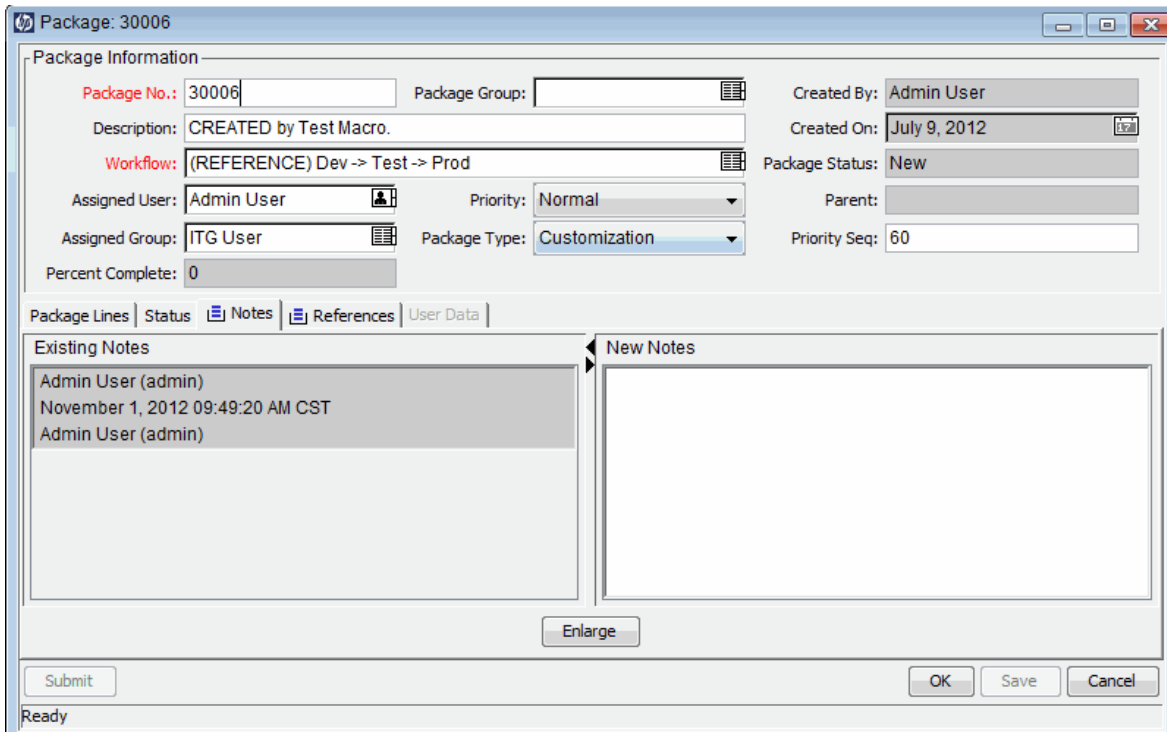 hp Package: 30006
Package Information
Package No.: 30006 Package Group: Created By: Admin User
Description: CREATED by Test Macro. Created On: July 9, 2012 17
Workflow: (REFERENCE) Dev -> Test -> Prod Package Status: New
Assigned User: Admin User Priority: Normal Parent:
Assigned Group: ITG User Package Type: Customization Priority Seq: 60
Percent Complete: 0
Package Lines Status Notes References User Data
Existing Notes New Notes
Admin User (admin)
November 1, 2012 09:49:20 AM CST
Admin User (admin)
Enlarge
Submit OK Save Cancel
Ready